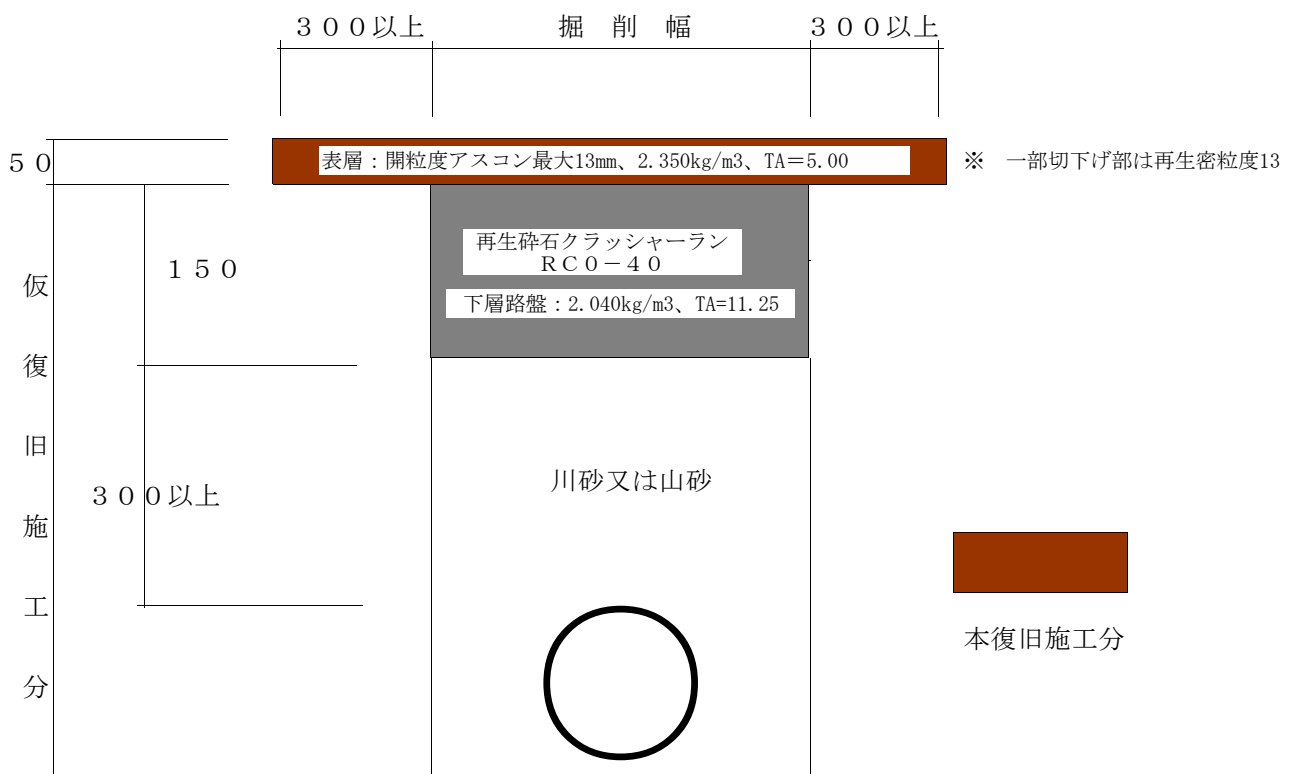 ３００以上
掘　削　幅
３００以上
５０
表層：開粒度アスコン最大13mm、2.350kg/m3、TA＝5.00
※　一部切下げ部は再生密粒度13
１５０
再生砕石クラッシャーラン
ＲＣ０－４０
下層路盤：2.040kg/m3、TA=11.25
仮復旧施工分
３００以上
川砂又は山砂
本復旧施工分